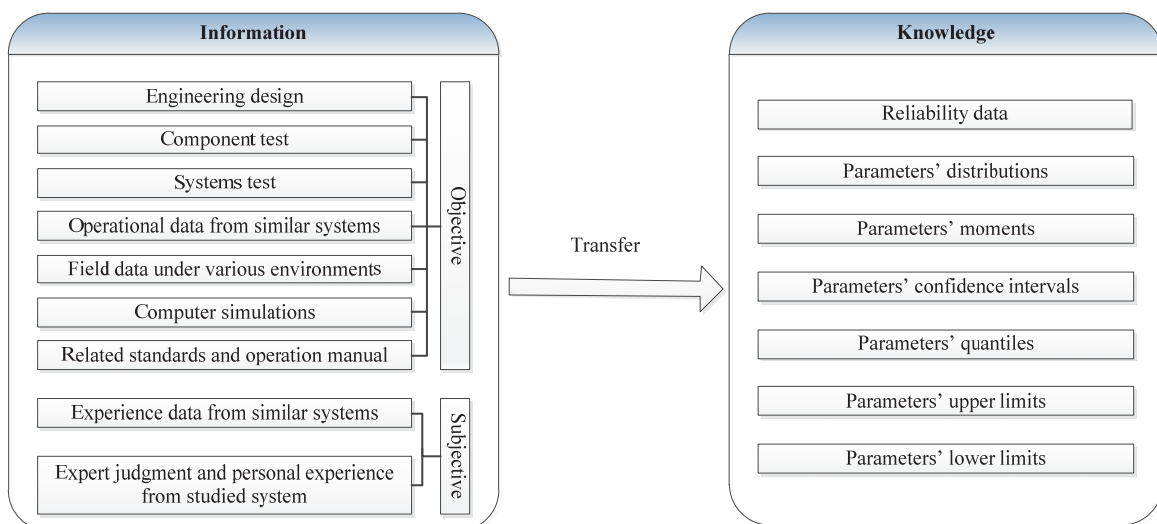 Information
Engineering design
Component test
Systems test
Operational data from similar systems
Field data under various environments
Computer simulations
Related standards and operation manual
Objective
Experience data from similar systems
Expert judgment and personal experience
from studied system
Subjective
Transfer
Knowledge
Reliability data
Parameters’ distributions
Parameters’ moments
Parameters’ confidence intervals
Parameters’ quantiles
Parameters’ upper limits
Parameters’ lower limits